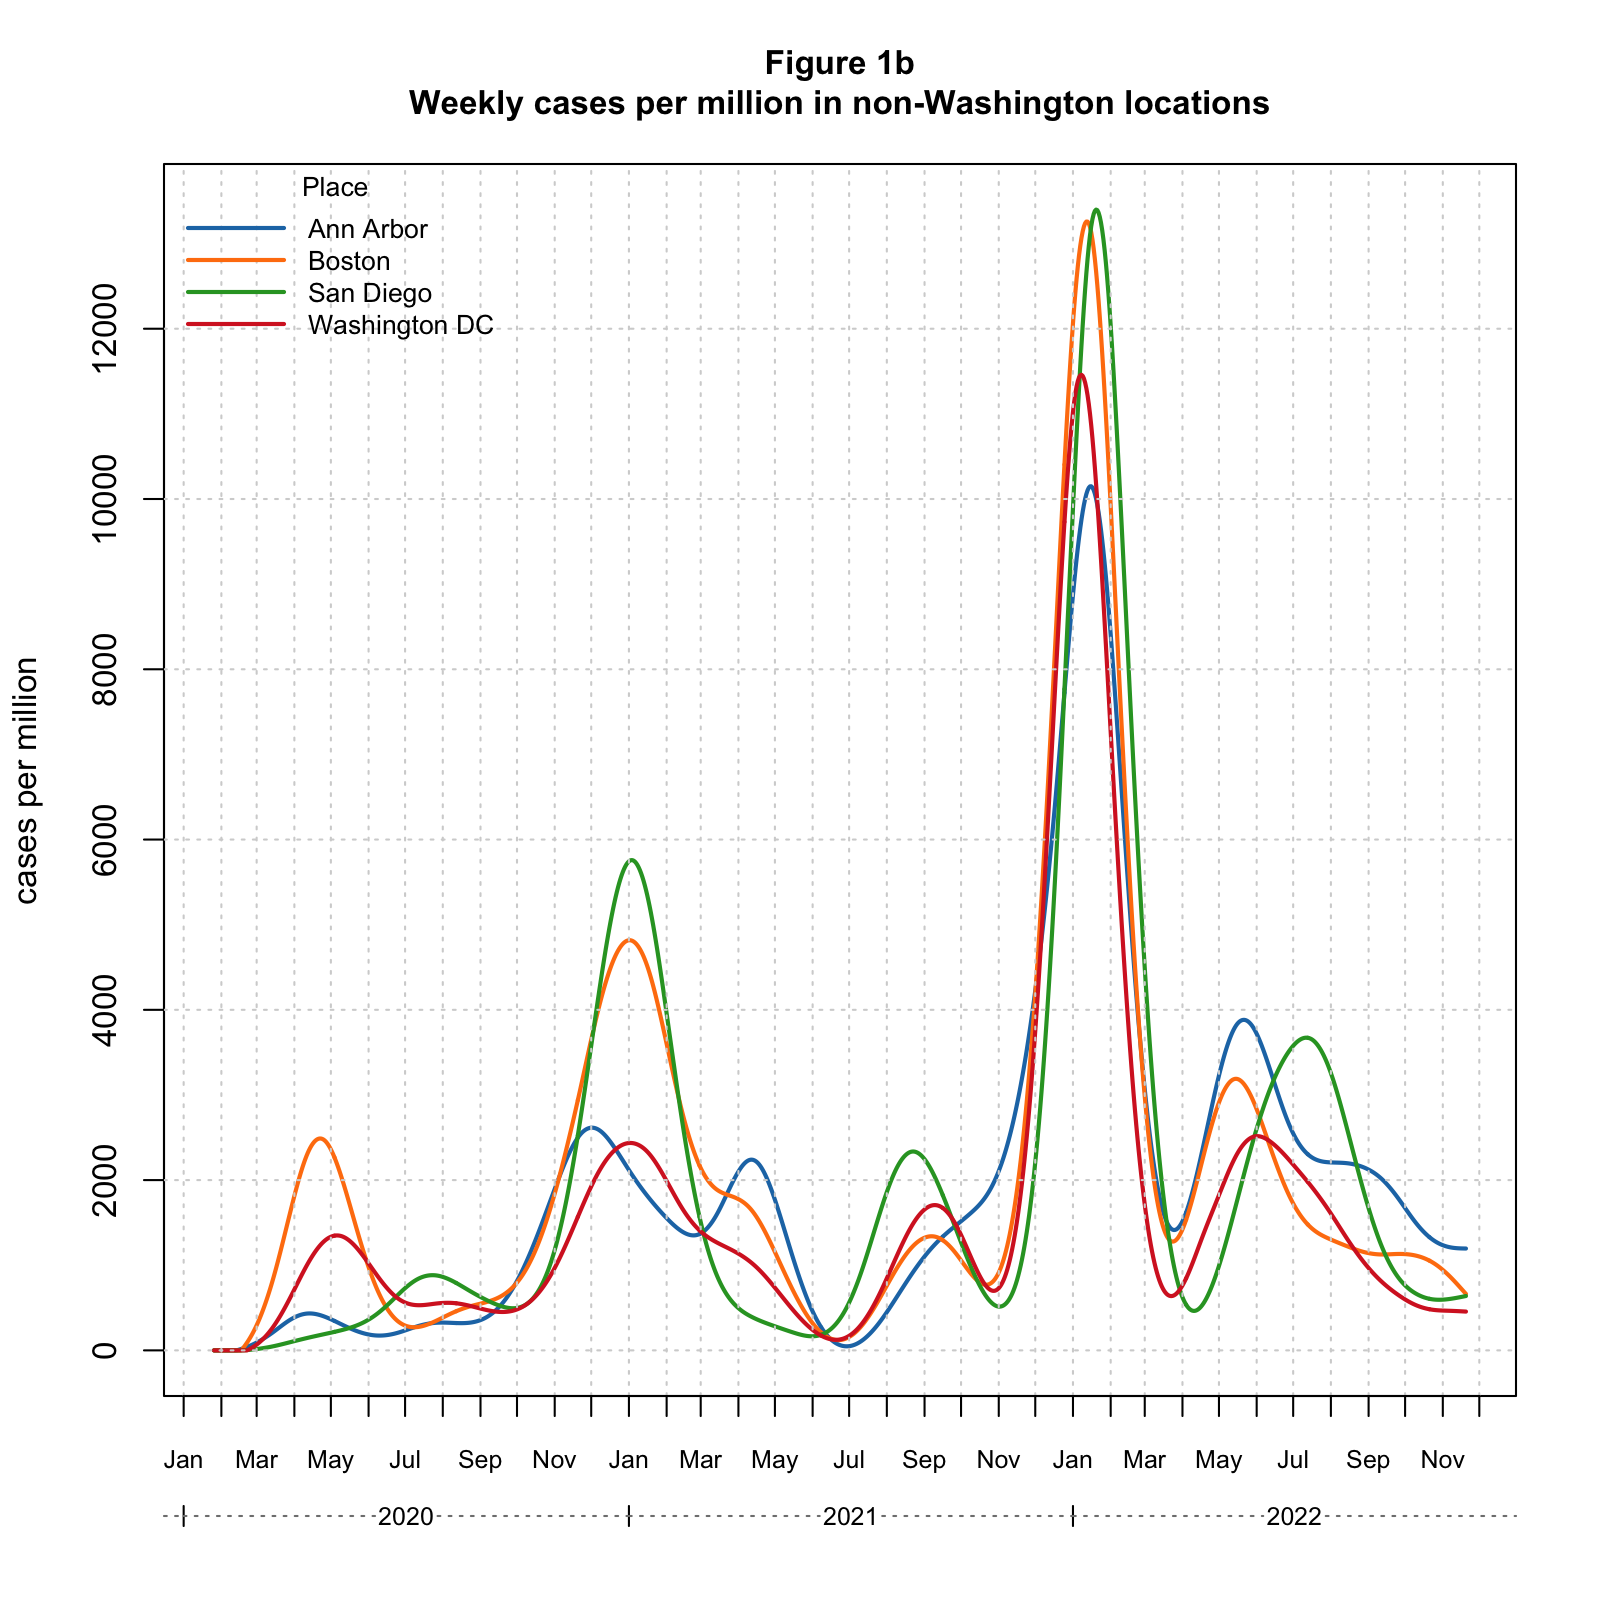 Figure 1b
Weekly cases per million in non-Washington locations
Place
Ann Arbor
Boston
San Diego
Washington DC
cases per million
12000
10000
8000
6000
4000
2000
0
Jan Mar May Jul Sep Nov Jan Mar May Jul Sep Nov Jan Mar May Jul Sep Nov
2020 2021 2022